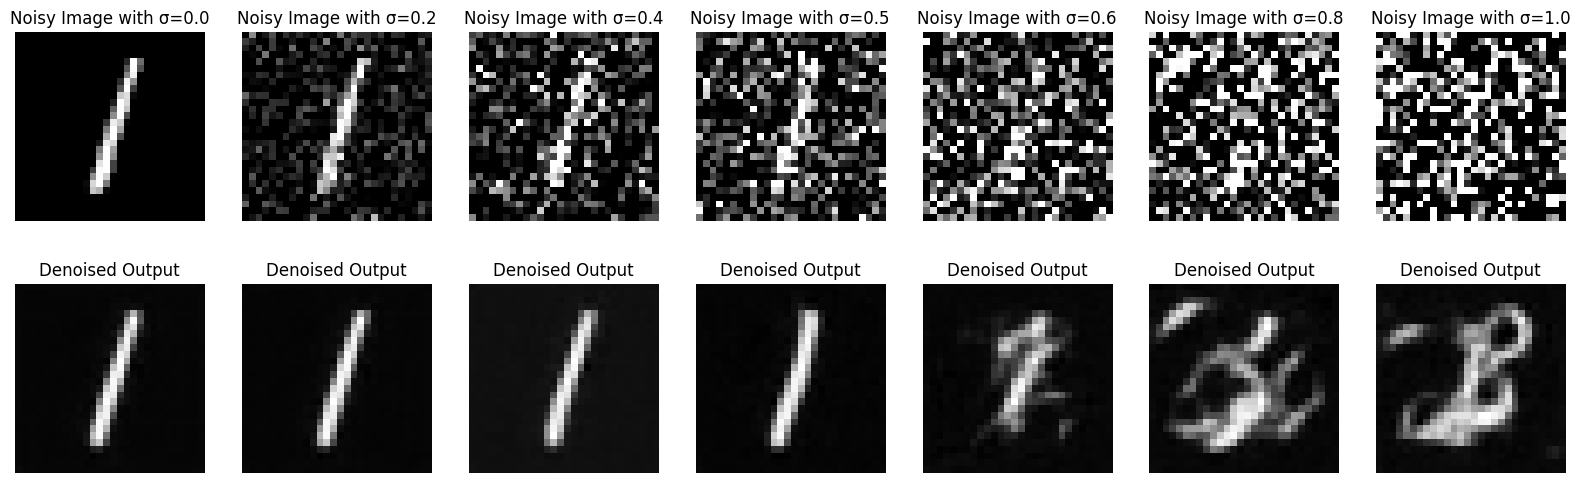 Noisy Image with σ=0.0
Noisy Image with σ=0.2
Noisy Image with σ=0.4
Noisy Image with σ=0.5
Noisy Image with σ=0.6
Noisy Image with σ=0.8
Noisy Image with σ=1.0
Denoised Output
Denoised Output
Denoised Output
Denoised Output
Denoised Output
Denoised Output
Denoised Output